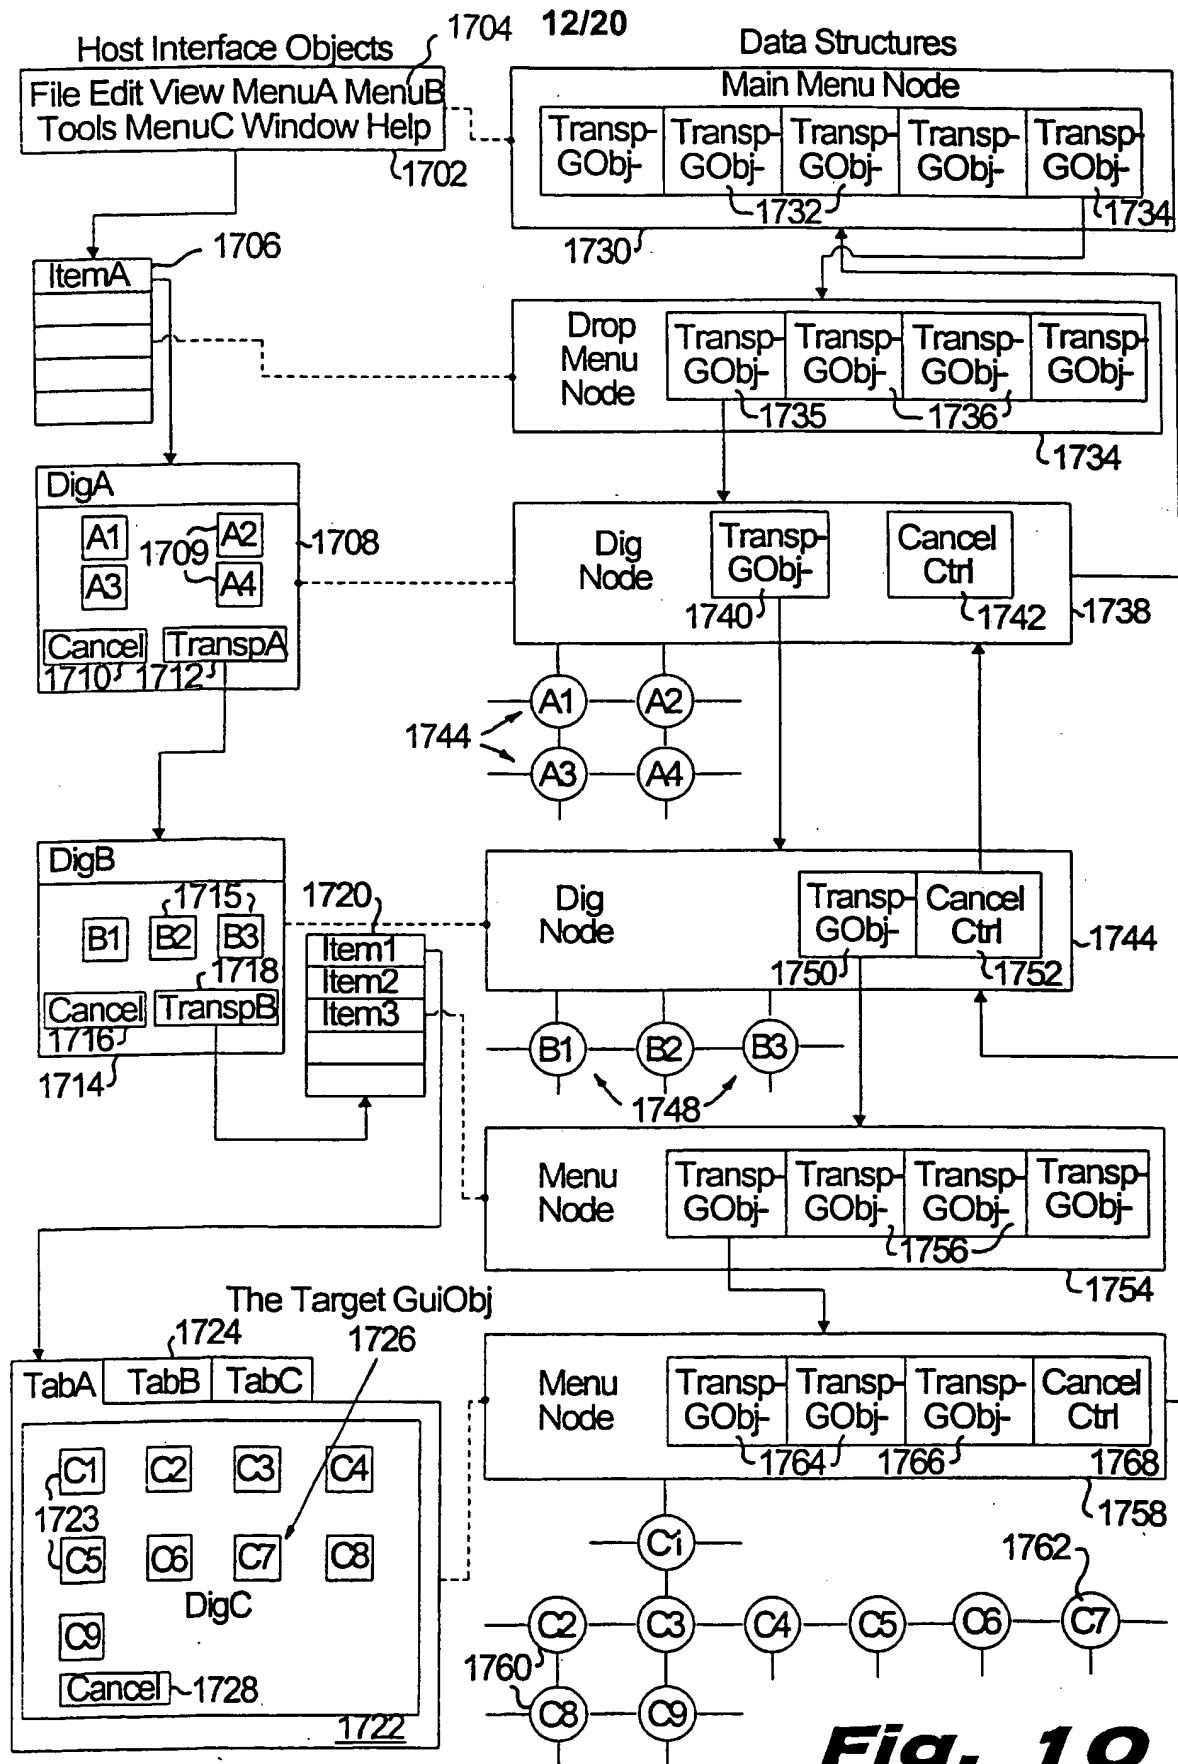 12/20
Host Interface Objects
1704
Data Structures
File Edit View MenuA MenuB
Tools MenuC Window Help
1702
Main Menu Node
Transp-
GObj-
Transp-
GObj-
Transp-
GObj-
Transp-
GObj-
Transp-
GObj-
1732
1734
1730
1706
ItemA
Drop
Menu
Node
Transp-
GObj-
Transp-
GObj-
Transp-
GObj-
Transp-
GObj-
1735
1736
1734
DigA
A1
A2
1709
A3
A4
1708
Cancel
TranspA
1710
1712
Dig
Node
Transp-
GObj-
Cancel
Ctrl
1740
1742
1738
A1
A2
1744
A3
A4
DigB
1715
B1
B2
B3
1718
Cancel
TranspB
1716
1714
1720
Item1
Item2
Item3
Dig
Node
Transp-
GObj-
Cancel
Ctrl
1750
1752
1744
B1
B2
B3
1748
Menu
Node
Transp-
GObj-
Transp-
GObj-
Transp-
GObj-
Transp-
GObj-
1756
1754
The Target GuiObj
1724
1726
TabA
TabB
TabC
C1
C2
C3
C4
1723
C5
C6
C7
C8
DigC
C9
Cancel
1728
1722
Menu
Node
Transp-
GObj-
Transp-
GObj-
Transp-
GObj-
Cancel
Ctrl
1764
1766
1768
1758
C1
1762
C2
C3
C4
C5
C6
C7
1760
C8
C9
Fig. 10